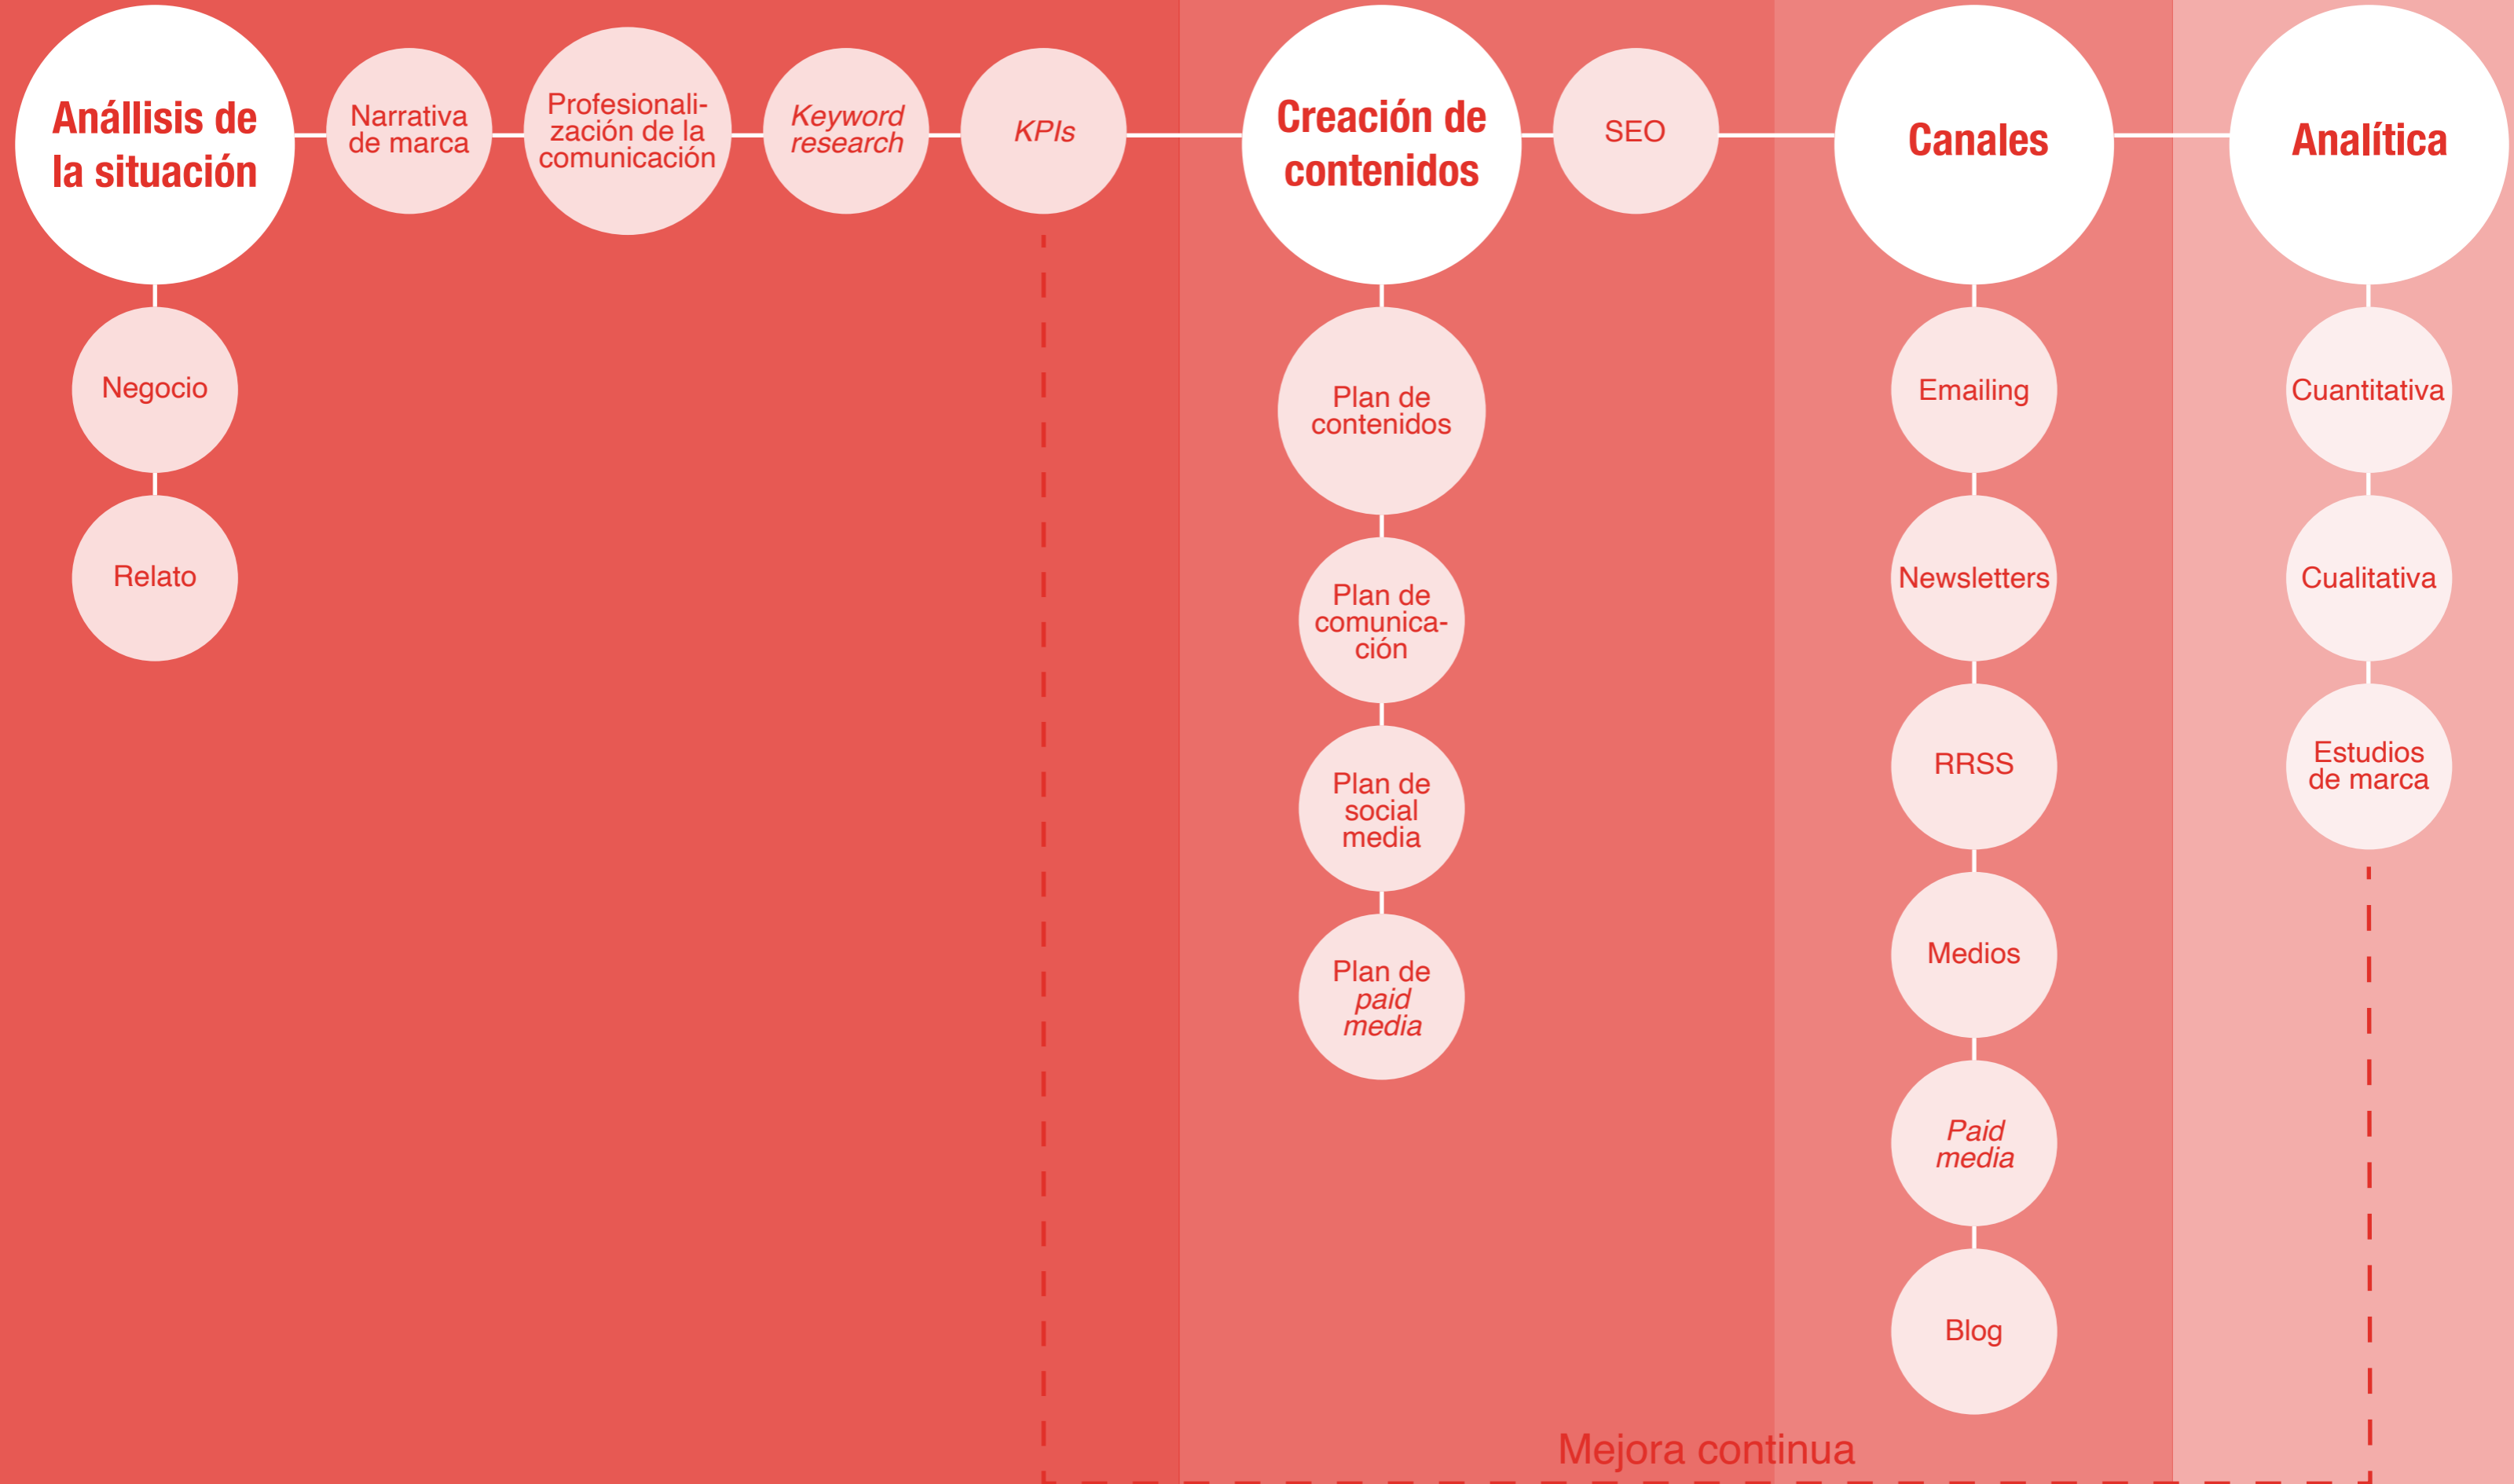 Anállisis de
la situación
Narrativa
de marca
Profesionali-
zación de la
comunicación
Keyword
research
KPIs
Creación de
contenidos
SEO
Canales
Analítica
Negocio
Relato
Plan de
contenidos
Plan de
comunica-
ción
Plan de
social
media
Plan de
paid
media
Emailing
Newsletters
RRSS
Medios
Paid
media
Blog
Cuantitativa
Cualitativa
Estudios
de marca
Mejora continua